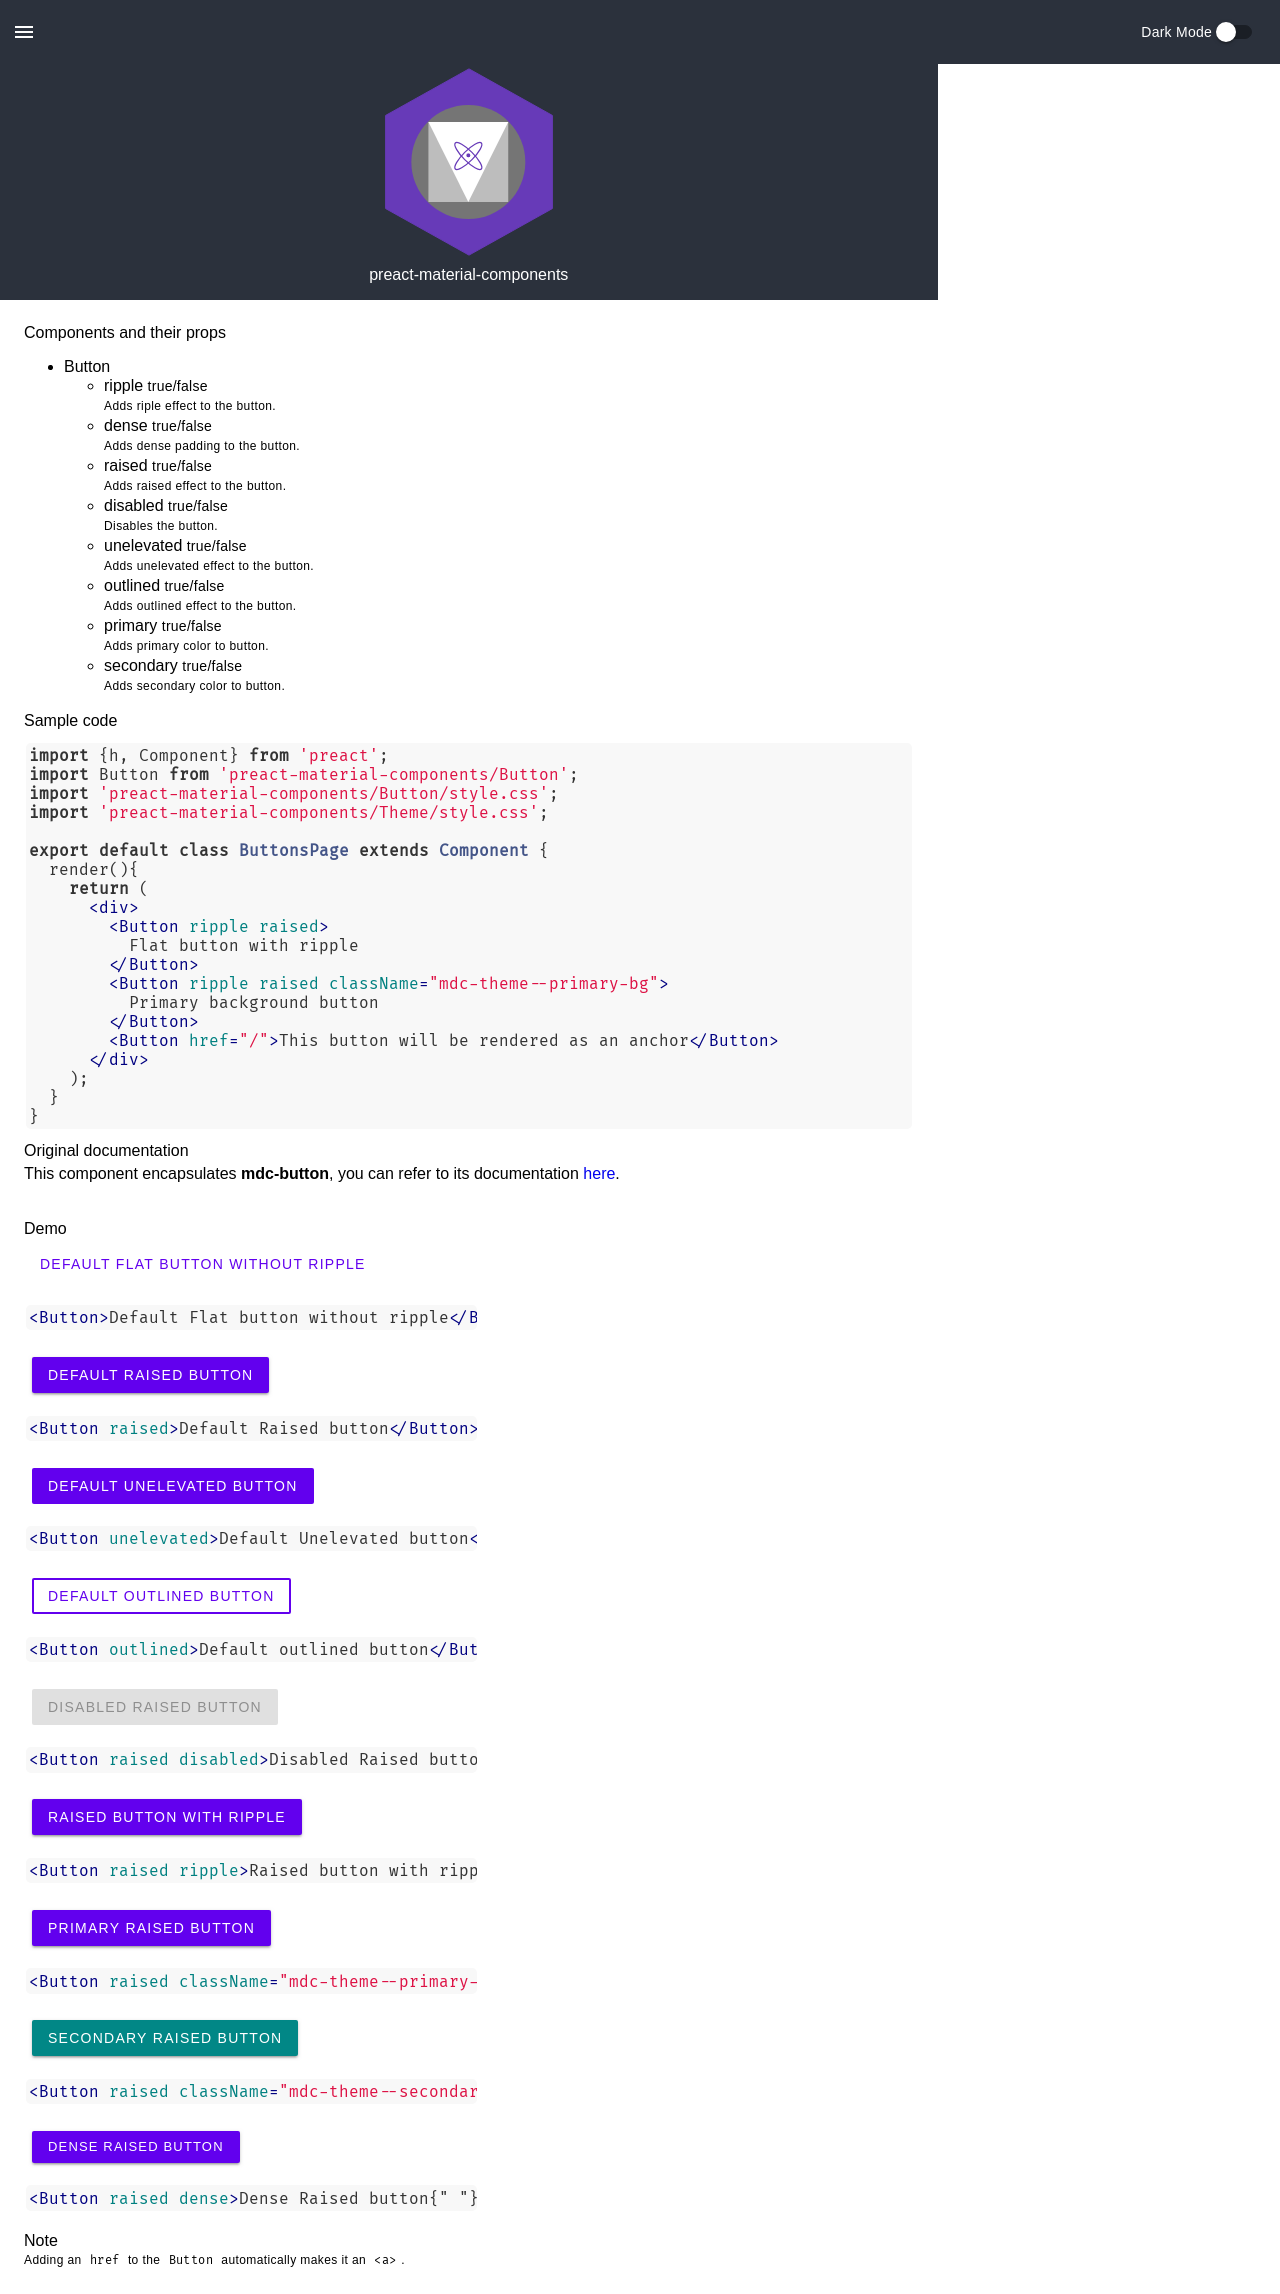 Dark Mode
preact-material-components
Components and their props
Button
ripple true/false
Adds riple effect to the button.
dense true/false
Adds dense padding to the button.
raised true/false
Adds raised effect to the button.
disabled true/false
Disables the button.
unelevated true/false
Adds unelevated effect to the button.
outlined true/false
Adds outlined effect to the button.
primary true/false
Adds primary color to button.
secondary true/false
Adds secondary color to button.
Sample code
import {h, Component} from 'preact';
import Button from 'preact-material-components/Button';
import 'preact-material-components/Button/style.css';
import 'preact-material-components/Theme/style.css';
export default class ButtonsPage extends Component {
  render(){
    return (
      <div>
        <Button ripple raised>
          Flat button with ripple
        </Button>
        <Button ripple raised className="mdc-theme--primary-bg">
          Primary background button
        </Button>
        <Button href="/">This button will be rendered as an anchor</Button>
      </div>
    );
  }
}
Original documentation
This component encapsulates mdc-button, you can refer to its documentation here.
Demo
DEFAULT FLAT BUTTON WITHOUT RIPPLE
<Button>Default Flat button without ripple</B
DEFAULT RAISED BUTTON
<Button raised>Default Raised button</Button>
DEFAULT UNELEVATED BUTTON
<Button unelevated>Default Unelevated button<
DEFAULT OUTLINED BUTTON
<Button outlined>Default outlined button</But
DISABLED RAISED BUTTON
<Button raised disabled>Disabled Raised butto
RAISED BUTTON WITH RIPPLE
<Button raised ripple>Raised button with ripp
PRIMARY RAISED BUTTON
<Button raised className="mdc-theme--primary-
SECONDARY RAISED BUTTON
<Button raised className="mdc-theme--secondar
DENSE RAISED BUTTON
<Button raised dense>Dense Raised button{" "}
Note
Adding an href to the Button automatically makes it an <a>.